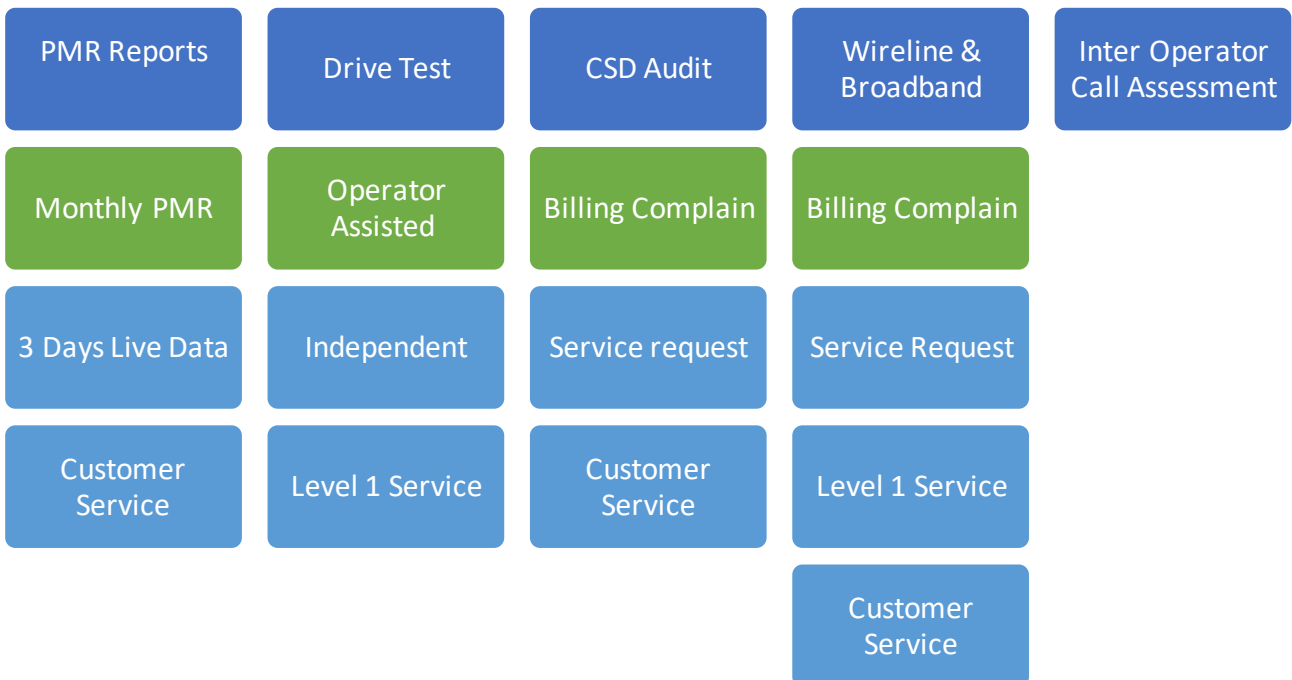 PMR Reports
Drive Test
CSD Audit
Wireline &
Broadband
Inter Operator
Call Assessment
Monthly PMR
Operator
Assisted
Billing Complain
Billing Complain
3 Days Live Data
Independent
Service request
Service Request
Customer
Service
Level 1 Service
Customer
Service
Level 1 Service
Customer
Service